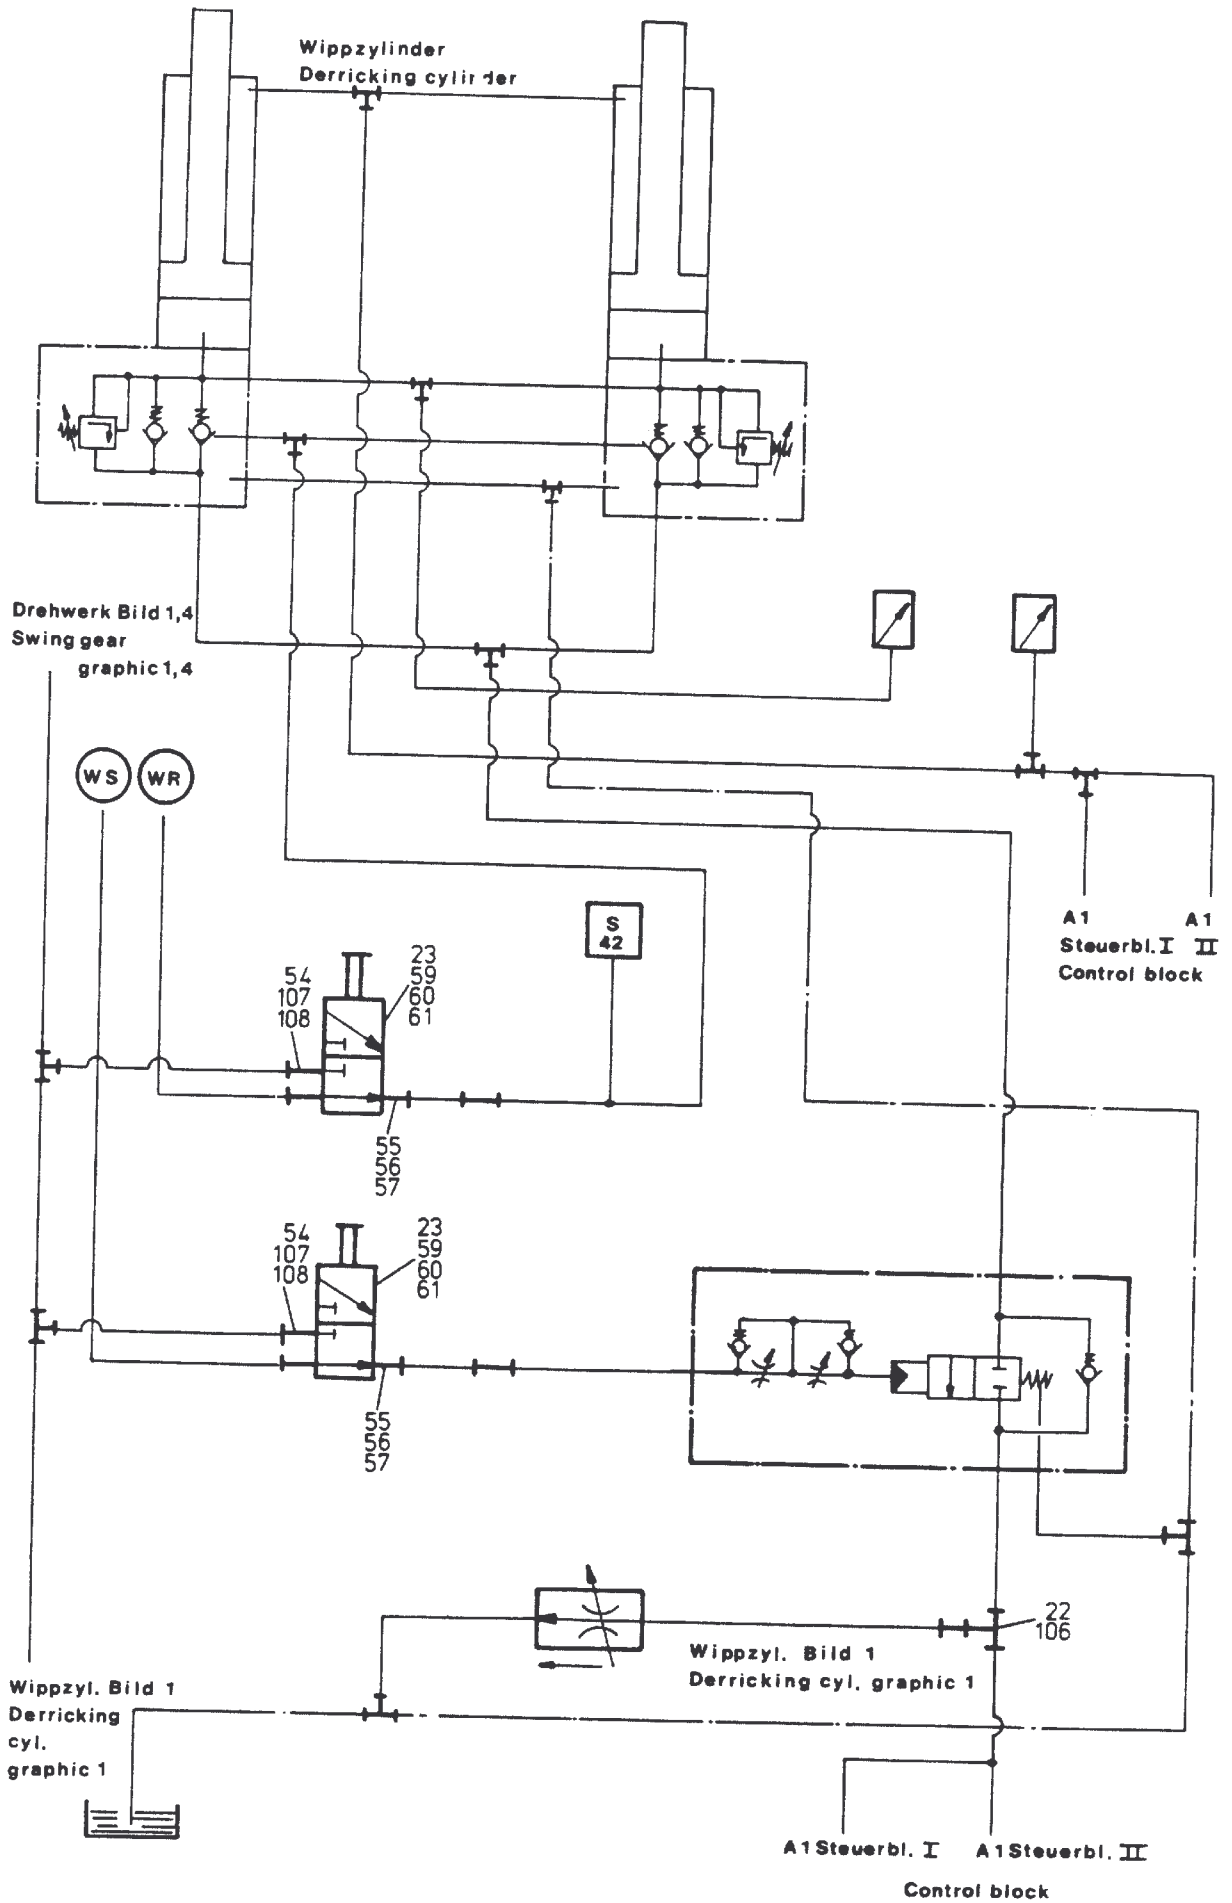 Wippzylinder
Derricking cylinder
Drehwerk Bild 1,4
Swing gear
graphic 1,4
WS
WR
A1
A1
Steuerbl. I II
Control block
S
42
54
107
108
23
59
60
61
55
56
57
54
107
108
23
59
60
61
55
56
57
22
106
Wippzyl. Bild 1
Derricking cyl. graphic 1
Wippzyl. Bild 1
Derricking
cyl.
graphic 1
A1 Steuerbl. I
A1 Steuerbl. II
Control block